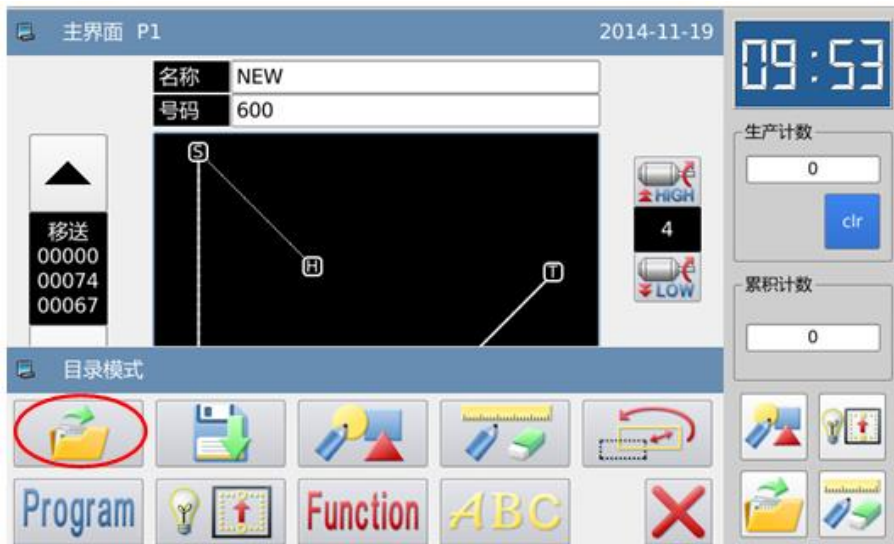 主界面 P1
2014-11-19
09:53
名称 NEW
号码 600
生产计数
0
clr
S
H
T
移送
00000
00074
00067
HIGH
4
LOW
累积计数
0
目录模式
Program
Function
ABC